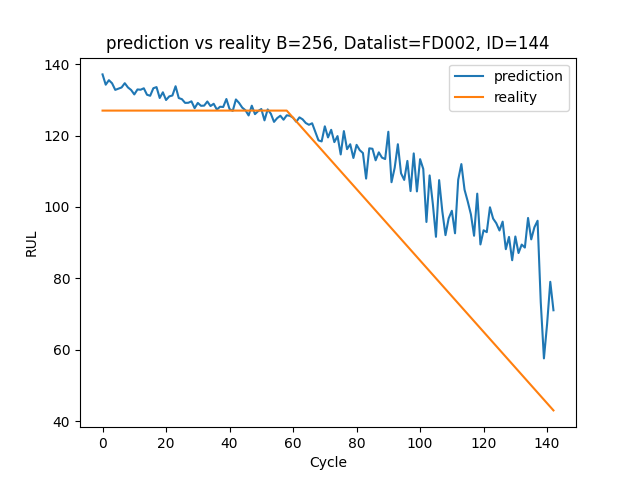 prediction vs reality B=256, Datalist=FD002, ID=144
prediction
reality
140
120
100
80
60
40
RUL
0 20 40 60 80 100 120 140
Cycle